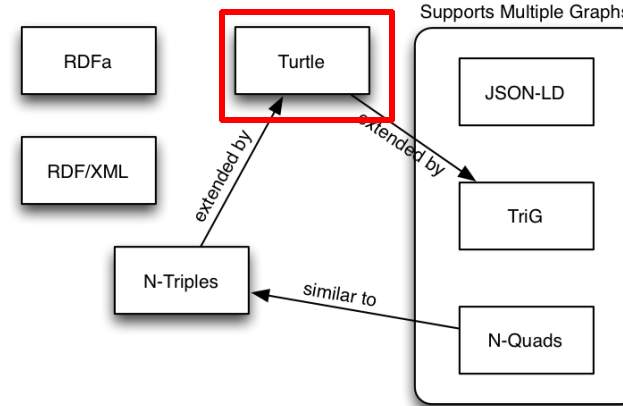 Supports Multiple Graphs
RDFa
Turtle
JSON-LD
extended by
extended by
RDF/XML
TriG
N-Triples
similar to
N-Quads